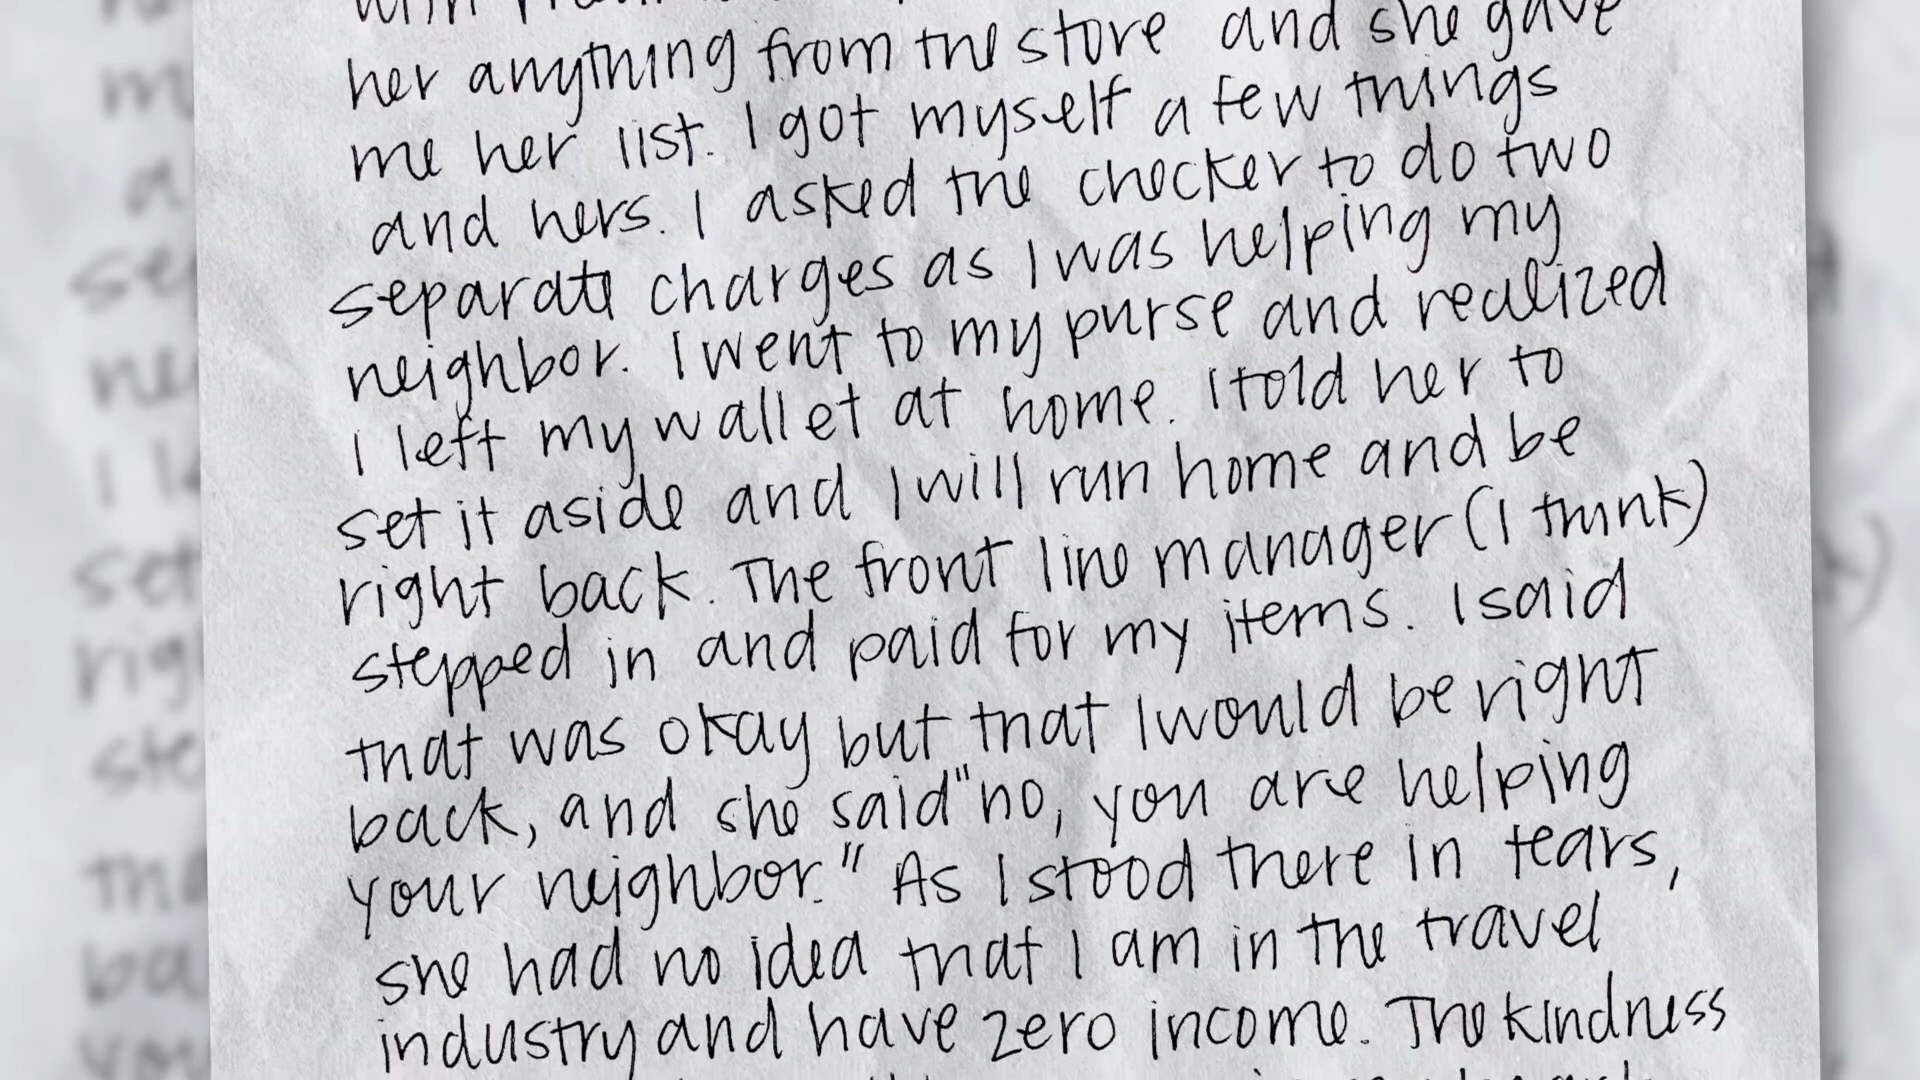 her anything from the store and she gave
me her list. I got myself a few things
and hers. I asked the checker to do two
separate charges as I was helping my
neighbor. I went to my purse and realized
I left my wallet at home. I told her to
set it aside and I will run home and be
right back. The front line manager (I think)
stepped in and paid for my items. I said
that was okay but that I would be right
back, and she said "no, you are helping
your neighbor." As I stood there in tears,
she had no idea that I am in the travel
industry and have zero income. The kindness